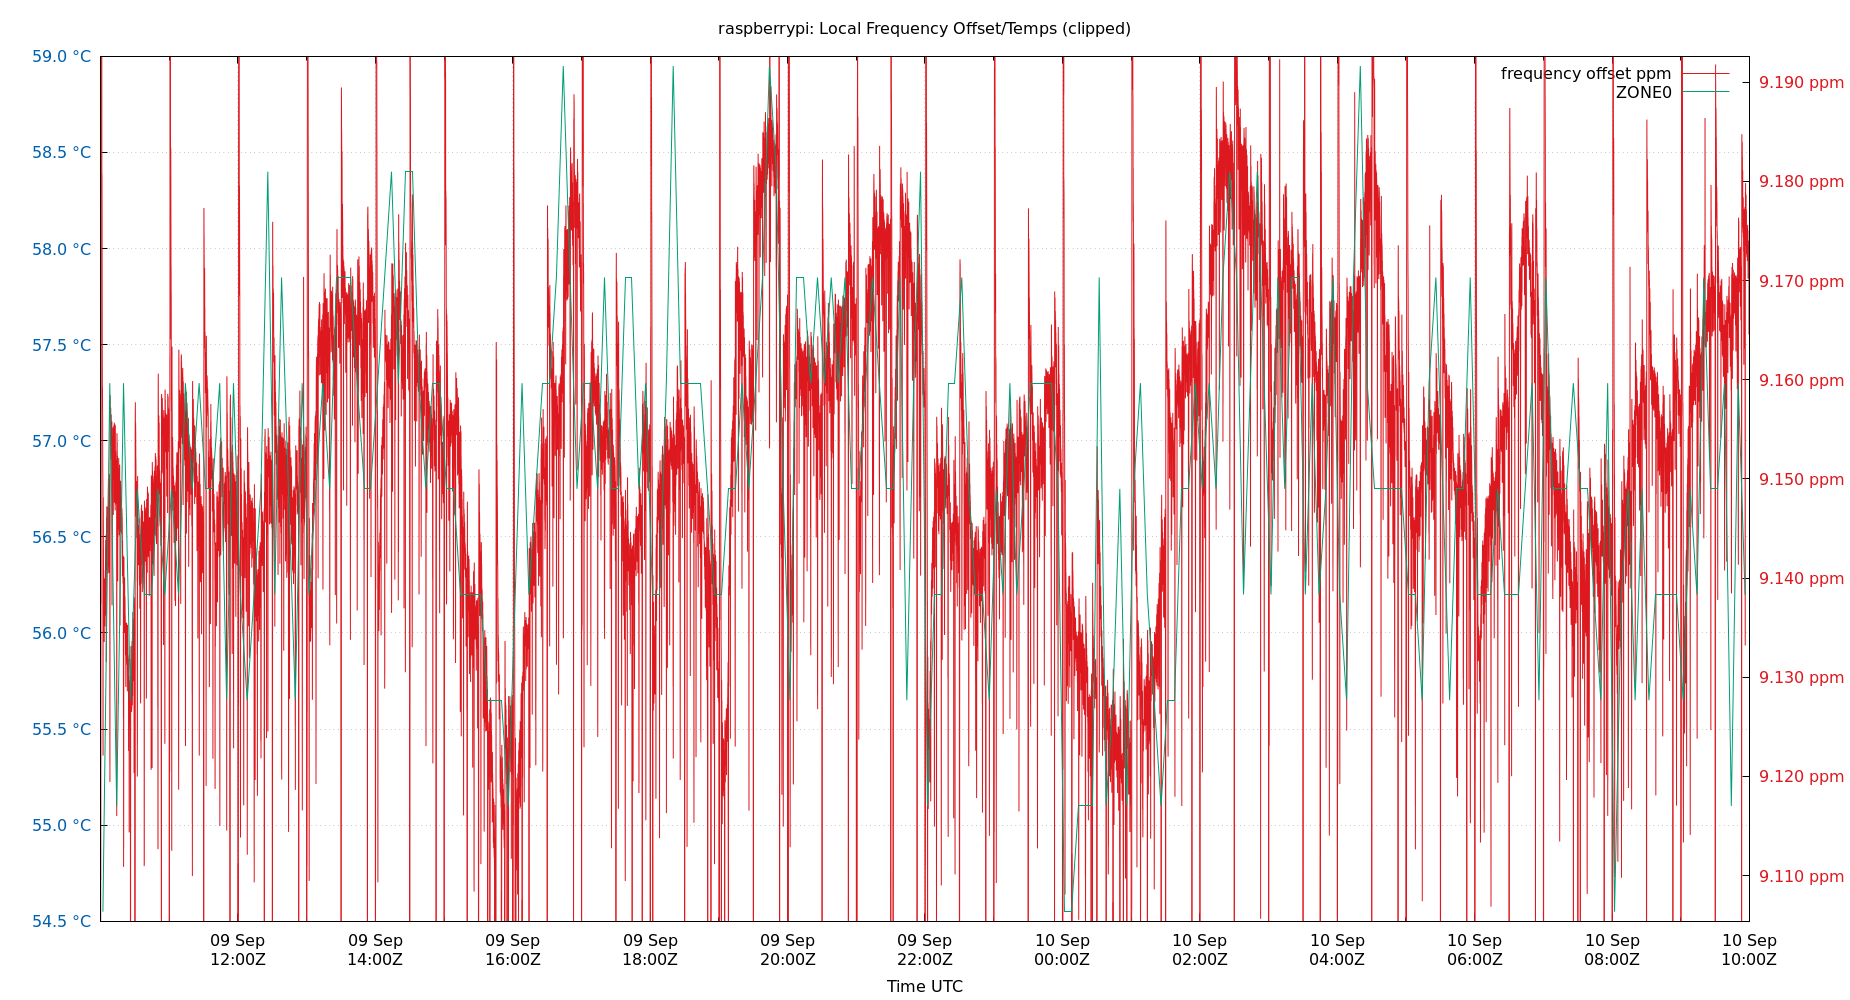 raspberrypi: Local Frequency Offset/Temps (clipped)
frequency offset ppm
ZONE0
59.0 °C
58.5 °C
58.0 °C
57.5 °C
57.0 °C
56.5 °C
56.0 °C
55.5 °C
55.0 °C
54.5 °C
9.190 ppm
9.180 ppm
9.170 ppm
9.160 ppm
9.150 ppm
9.140 ppm
9.130 ppm
9.120 ppm
9.110 ppm
09 Sep 09 Sep 09 Sep 09 Sep 09 Sep 09 Sep 10 Sep 10 Sep 10 Sep 10 Sep 10 Sep 10 Sep
12:00Z 14:00Z 16:00Z 18:00Z 20:00Z 22:00Z 00:00Z 02:00Z 04:00Z 06:00Z 08:00Z 10:00Z
Time UTC